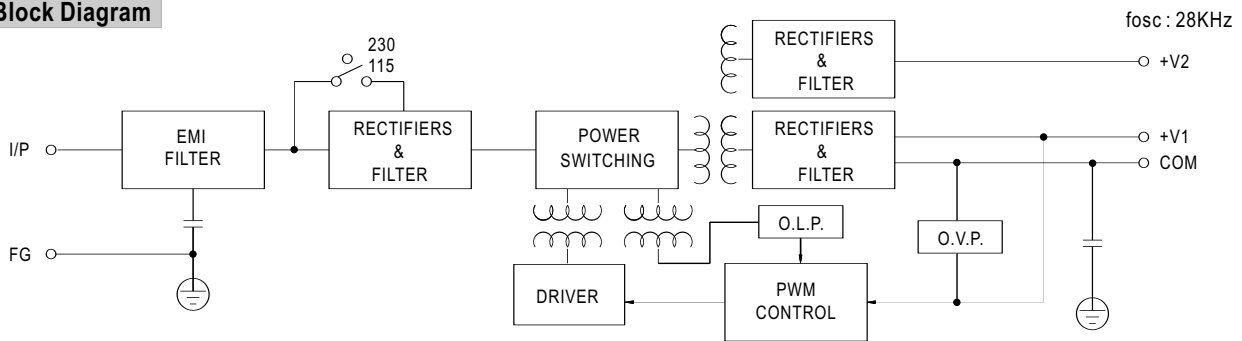 Block Diagram
fosc : 28KHz
230
115
RECTIFIERS
&
FILTER
+V2
I/P
EMI
FILTER
RECTIFIERS
&
FILTER
POWER
SWITCHING
RECTIFIERS
&
FILTER
+V1
COM
O.L.P.
O.V.P.
FG
DRIVER
PWM
CONTROL